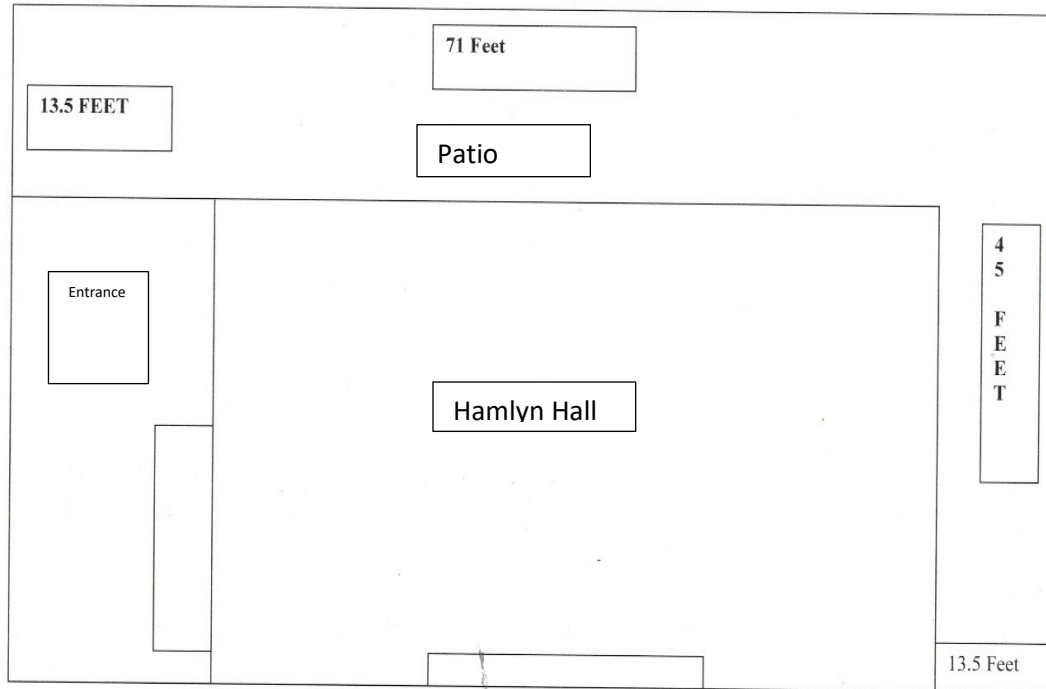 71 Feet
13.5 FEET
Patio
4
5
F
E
E
T
Entrance
Hamlyn Hall
13.5 Feet